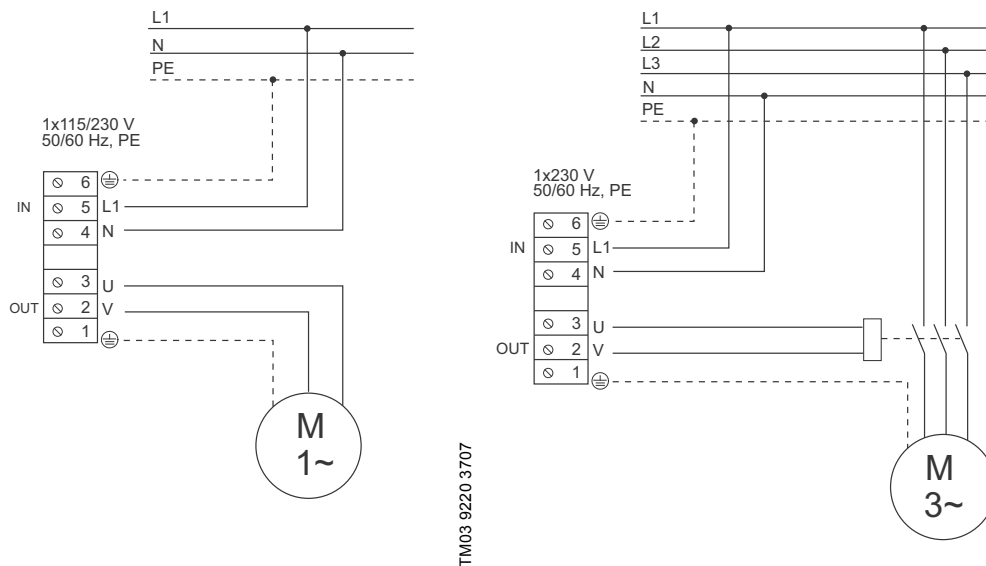 L1
N
PE
1x115/230 V
50/60 Hz, PE
6
IN 5 L1
4 N
3 U
OUT 2 V
1
M
1~
TM03 9220 3707
L1
L2
L3
N
PE
1x230 V
50/60 Hz, PE
6
IN 5 L1
4 N
3 U
OUT 2 V
1
M
3~